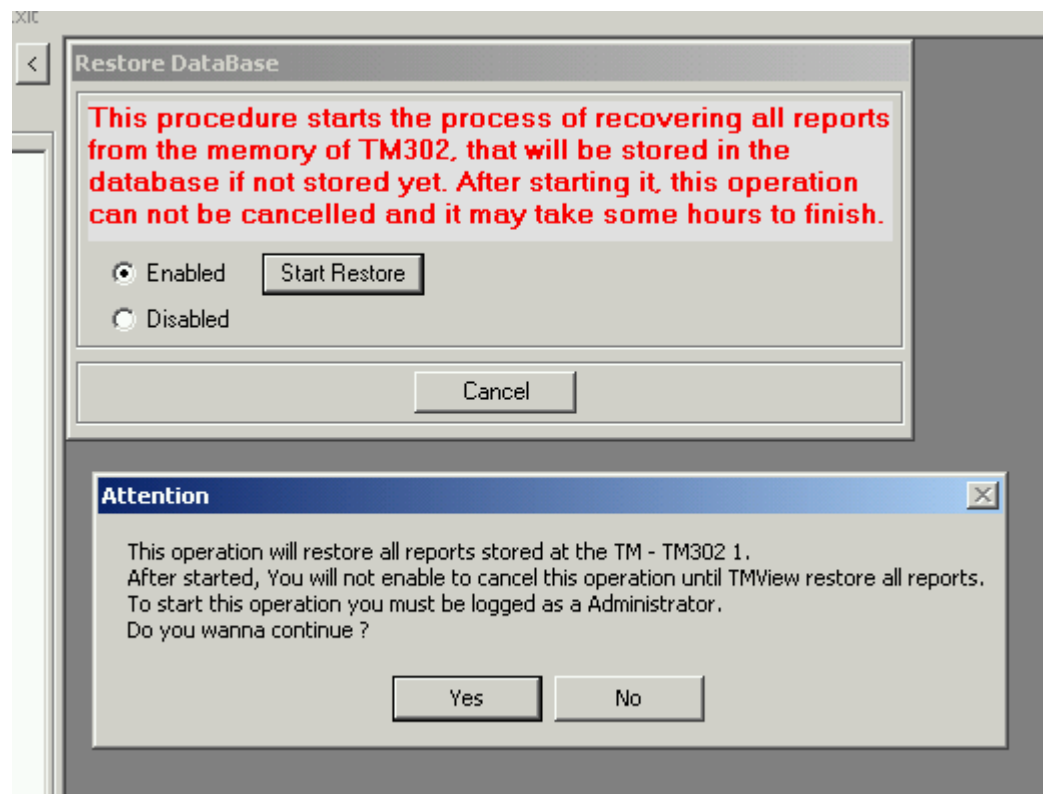 Exit
<
Restore DataBase
This procedure starts the process of recovering all reports
from the memory of TM302, that will be stored in the
database if not stored yet. After starting it, this operation
can not be cancelled and it may take some hours to finish.
Enabled Start Restore
Disabled
Cancel
Attention
This operation will restore all reports stored at the TM - TM302 1.
After started, You will not enable to cancel this operation until TMView restore all reports.
To start this operation you must be logged as a Administrator.
Do you wanna continue ?
Yes No